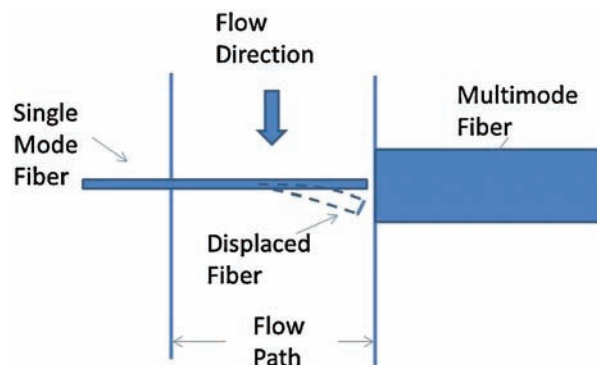 Flow
Direction
Single
Mode
Fiber
Multimode
Fiber
Displaced
Fiber
Flow
Path